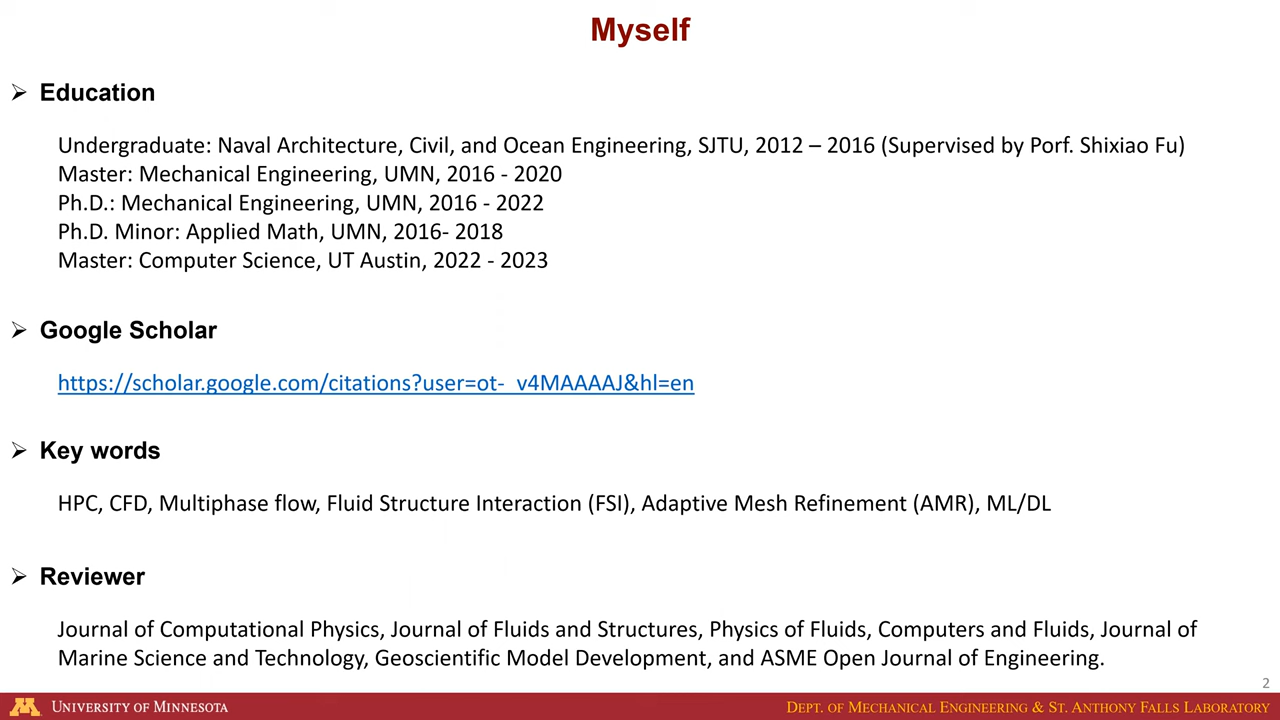 Myself
Education
Undergraduate: Naval Architecture, Civil, and Ocean Engineering, SJTU, 2012 – 2016 (Supervised by Porf. Shixiao Fu)
Master: Mechanical Engineering, UMN, 2016 - 2020
Ph.D.: Mechanical Engineering, UMN, 2016 - 2022
Ph.D. Minor: Applied Math, UMN, 2016- 2018
Master: Computer Science, UT Austin, 2022 - 2023
Google Scholar
https://scholar.google.com/citations?user=ot-_v4MAAAAJ&hl=en
Key words
HPC, CFD, Multiphase flow, Fluid Structure Interaction (FSI), Adaptive Mesh Refinement (AMR), ML/DL
Reviewer
Journal of Computational Physics, Journal of Fluids and Structures, Physics of Fluids, Computers and Fluids, Journal of
Marine Science and Technology, Geoscientific Model Development, and ASME Open Journal of Engineering.
2
M UNIVERSITY OF MINNESOTA
DEPT. OF MECHANICAL ENGINEERING & ST. ANTHONY FALLS LABORATORY